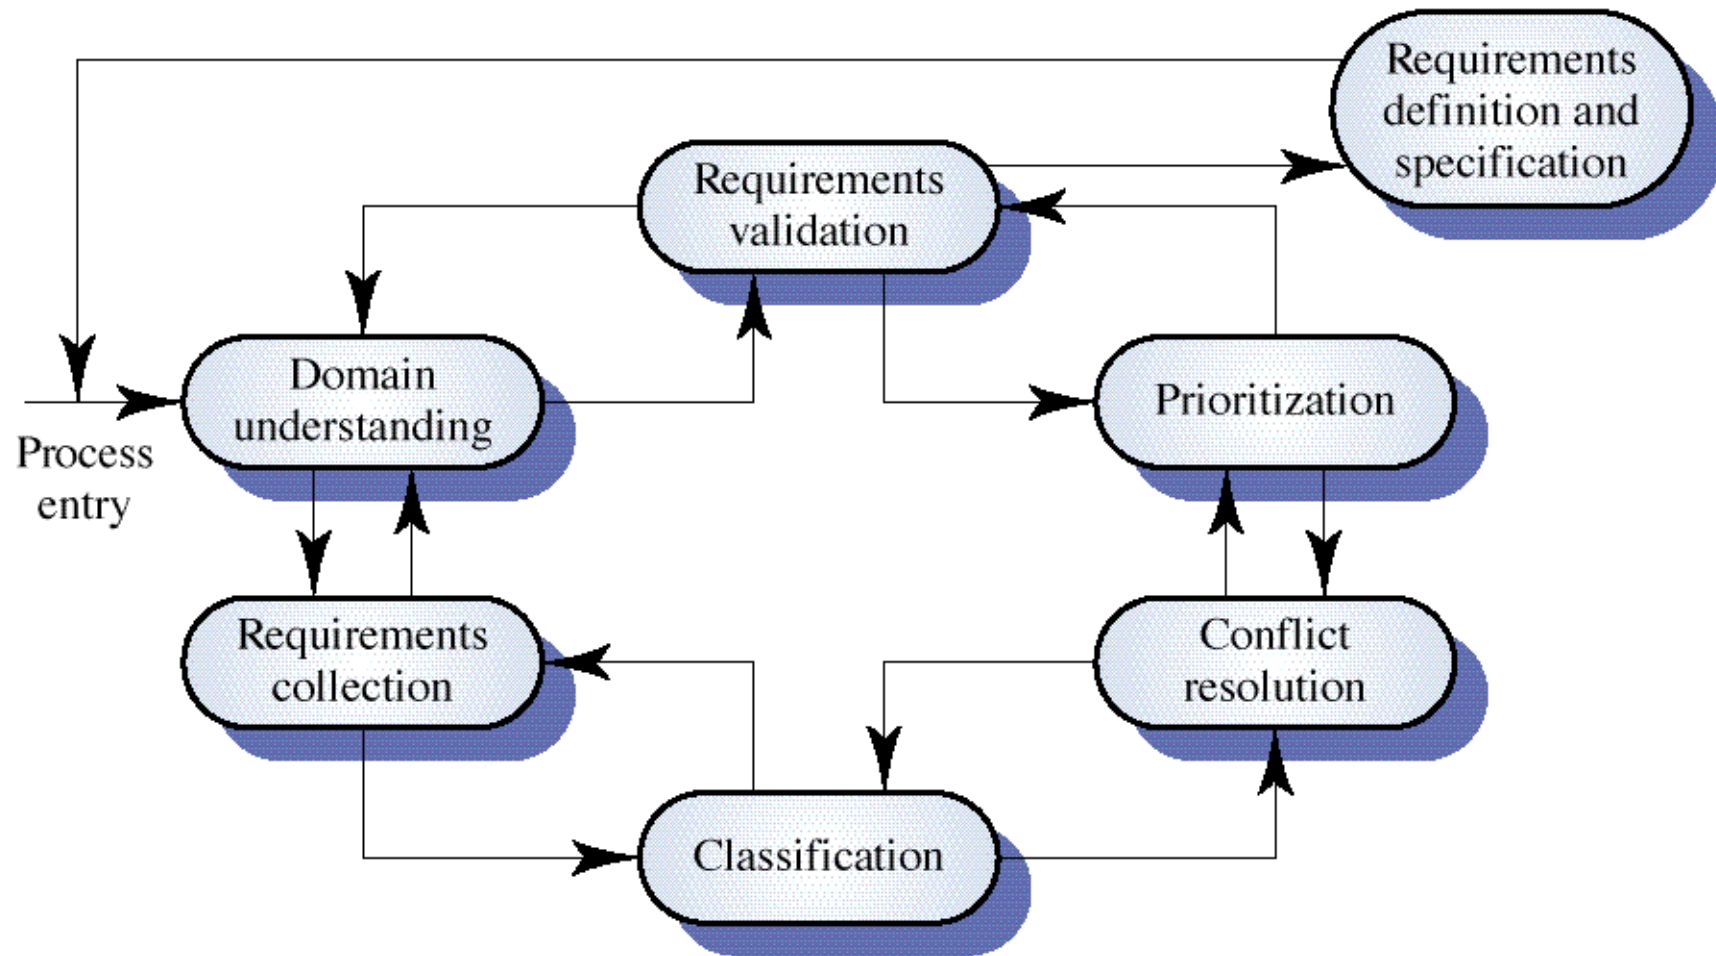 Requirements
definition and
specification
Requirements
validation
Domain
understanding
Prioritization
Process
entry
Requirements
collection
Conflict
resolution
Classification